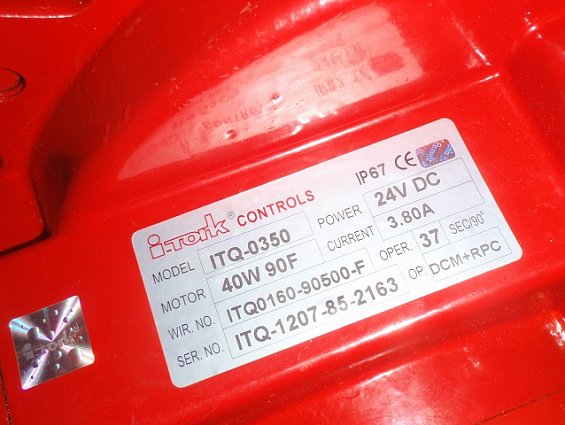 IP67 CE
i-Tork® CONTROLS
MODEL ITQ-0350 POWER 24V DC
MOTOR 40W 90F CURRENT 3.80A
WIR. NO. ITQ0160-90500-F OPER. 37 SEC/90°
SER. NO. ITQ-1207-85-2163 OP. DCM+RPC
i-Tork